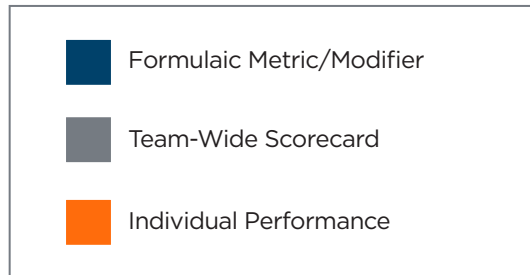 Formulaic Metric/Modifier
Team-Wide Scorecard
Individual Performance